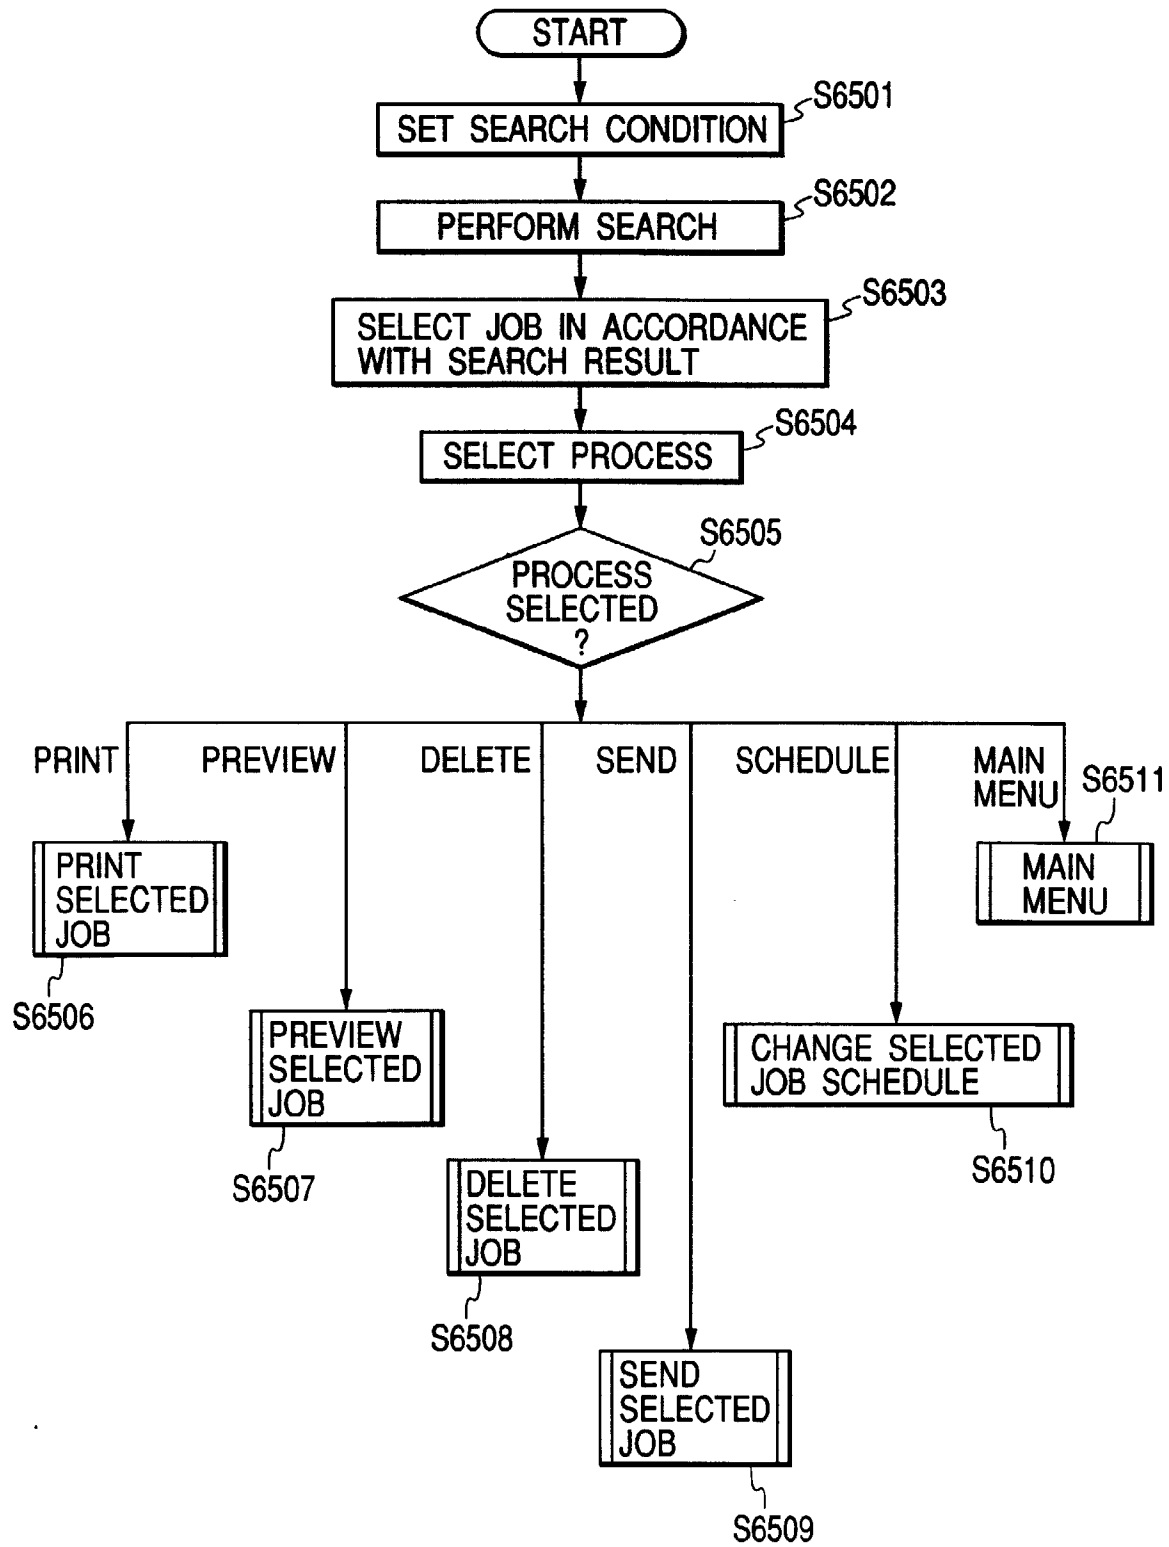 START
S6501
SET SEARCH CONDITION
S6502
PERFORM SEARCH
S6503
SELECT JOB IN ACCORDANCE
WITH SEARCH RESULT
S6504
SELECT PROCESS
S6505
PROCESS
SELECTED
?
PRINT
PREVIEW
DELETE
SEND
SCHEDULE
MAIN
MENU
S6511
PRINT
SELECTED
JOB
S6506
MAIN
MENU
PREVIEW
SELECTED
JOB
S6507
CHANGE SELECTED
JOB SCHEDULE
S6510
DELETE
SELECTED
JOB
S6508
SEND
SELECTED
JOB
S6509